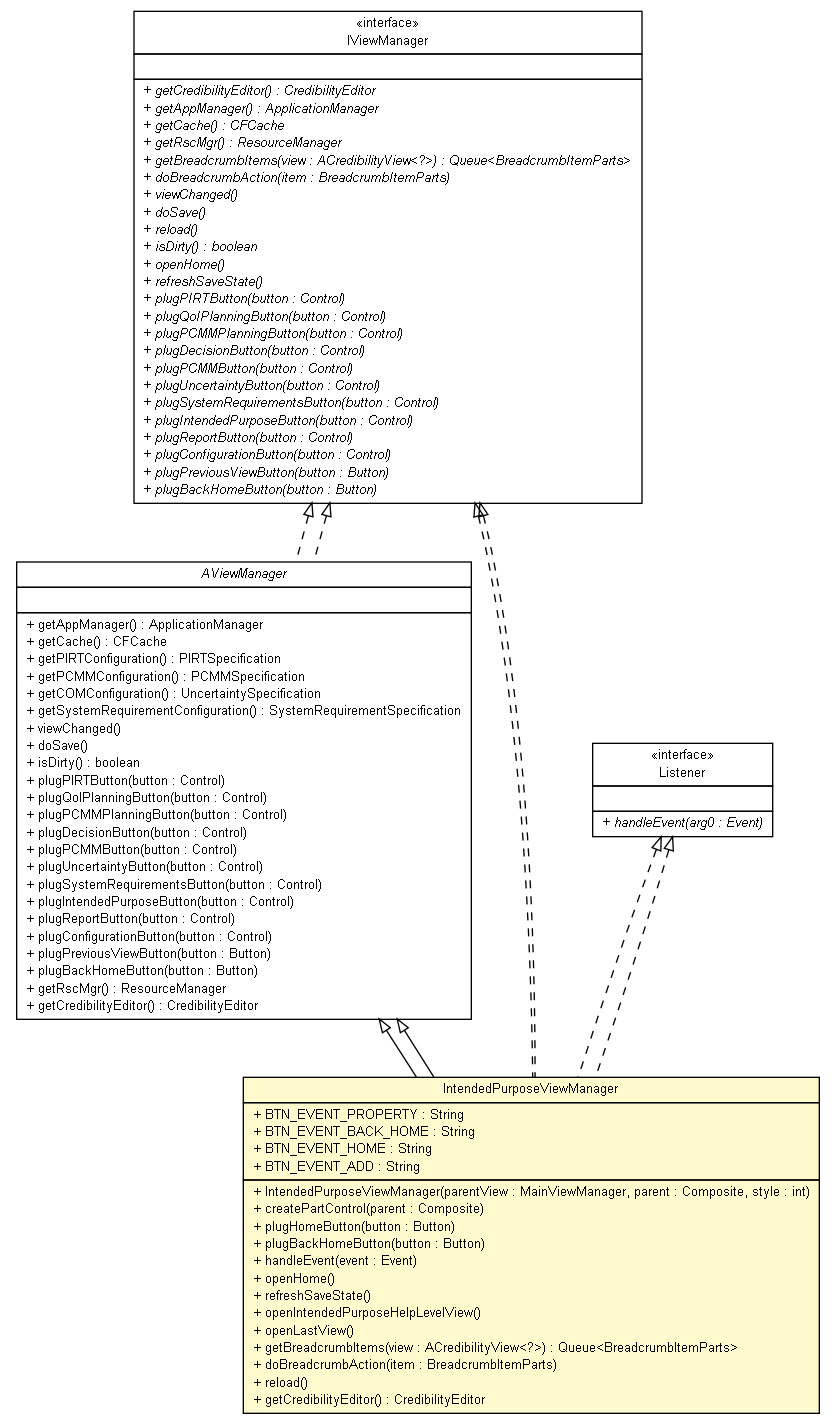 «interface»
IViewManager
+ getCredibilityEditor() : CredibilityEditor
+ getAppManager() : ApplicationManager
+ getCache() : CFCache
+ getRscMgr() : ResourceManager
+ getBreadcrumbItems(view : ACredibilityView<?>) : Queue<BreadcrumbItemParts>
+ doBreadcrumbAction(item : BreadcrumbItemParts)
+ viewChanged()
+ doSave()
+ reload()
+ isDirty() : boolean
+ openHome()
+ refreshSaveState()
+ plugPIRTButton(button : Control)
+ plugQoIPlanningButton(button : Control)
+ plugPCMMPlanningButton(button : Control)
+ plugDecisionButton(button : Control)
+ plugPCMMButton(button : Control)
+ plugUncertaintyButton(button : Control)
+ plugSystemRequirementsButton(button : Control)
+ plugIntendedPurposeButton(button : Control)
+ plugReportButton(button : Control)
+ plugConfigurationButton(button : Control)
+ plugPreviousViewButton(button : Button)
+ plugBackHomeButton(button : Button)
AViewManager
+ getAppManager() : ApplicationManager
+ getCache() : CFCache
+ getPIRTConfiguration() : PIRTSpecification
+ getPCMMConfiguration() : PCMMSpecification
+ getCOMConfiguration() : UncertaintySpecification
+ getSystemRequirementConfiguration() : SystemRequirementSpecification
+ viewChanged()
+ doSave()
+ isDirty() : boolean
+ plugPIRTButton(button : Control)
+ plugQoIPlanningButton(button : Control)
+ plugPCMMPlanningButton(button : Control)
+ plugDecisionButton(button : Control)
+ plugPCMMButton(button : Control)
+ plugUncertaintyButton(button : Control)
+ plugSystemRequirementsButton(button : Control)
+ plugIntendedPurposeButton(button : Control)
+ plugReportButton(button : Control)
+ plugConfigurationButton(button : Control)
+ plugPreviousViewButton(button : Button)
+ plugBackHomeButton(button : Button)
+ getRscMgr() : ResourceManager
+ getCredibilityEditor() : CredibilityEditor
«interface»
Listener
+ handleEvent(arg0 : Event)
IntendedPurposeViewManager
+ BTN_EVENT_PROPERTY : String
+ BTN_EVENT_BACK_HOME : String
+ BTN_EVENT_HOME : String
+ BTN_EVENT_ADD : String
+ IntendedPurposeViewManager(parentView : MainViewManager, parent : Composite, style : int)
+ createPartControl(parent : Composite)
+ plugHomeButton(button : Button)
+ plugBackHomeButton(button : Button)
+ handleEvent(event : Event)
+ openHome()
+ refreshSaveState()
+ openIntendedPurposeHelpLevelView()
+ openLastView()
+ getBreadcrumbItems(view : ACredibilityView<?>) : Queue<BreadcrumbItemParts>
+ doBreadcrumbAction(item : BreadcrumbItemParts)
+ reload()
+ getCredibilityEditor() : CredibilityEditor